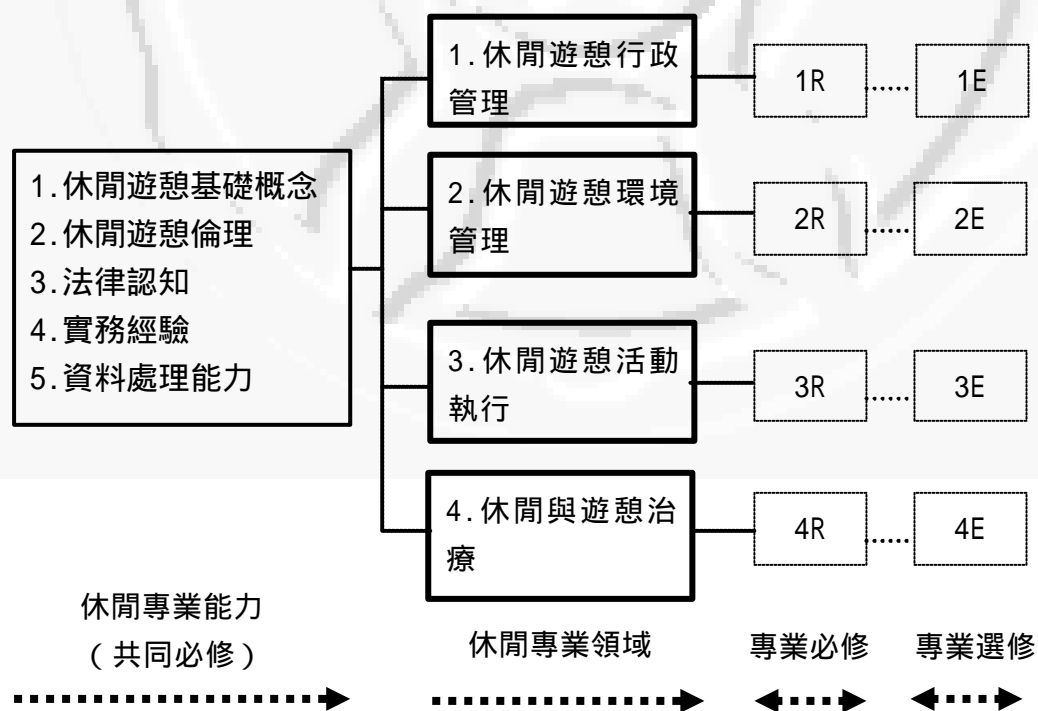 1.休閒遊憩基礎概念
2.休閒遊憩倫理
3.法律認知
4.實務經驗
5.資料處理能力
1.休閒遊憩行政
管理
1R
......
1E
2.休閒遊憩環境
管理
2R
......
2E
3.休閒遊憩活動
執行
3R
......
3E
4.休閒與遊憩治
療
4R
......
4E
休閒專業能力
（共同必修）
休閒專業領域
專業必修
專業選修